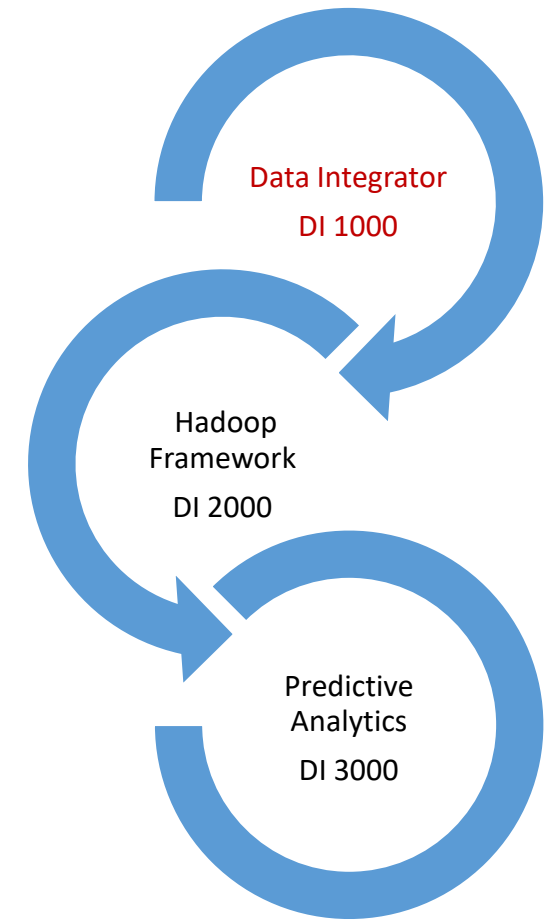 Data Integrator
DI 1000
Hadoop
Framework
DI 2000
Predictive
Analytics
DI 3000